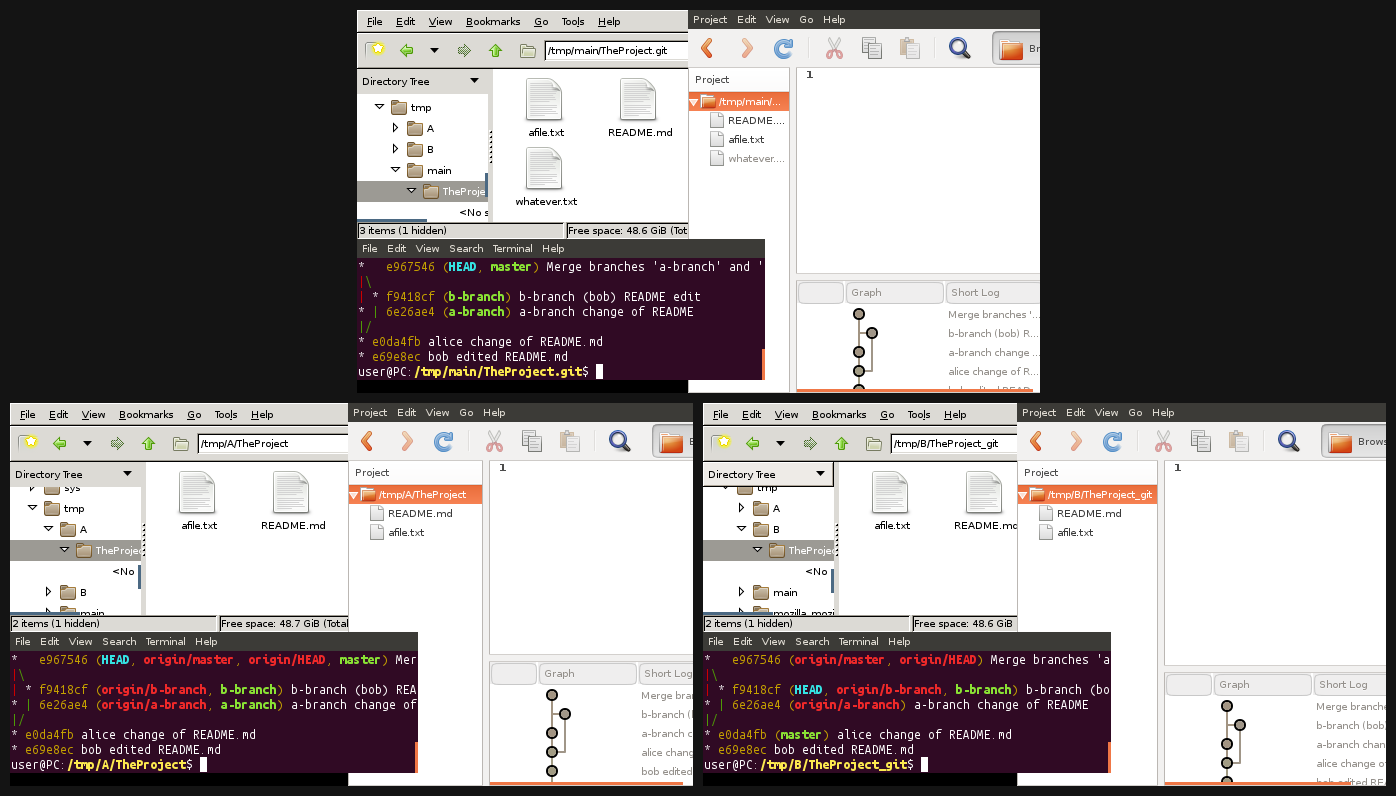 File Edit View Bookmarks Go Tools Help
/tmp/main/TheProject.git
Directory Tree
tmp
A
B
main
TheProje
<No s
afile.txt
README.md
whatever.txt
3 items (1 hidden)
Free space: 48.6 GiB (Tot
Project Edit View Go Help
Br
Project
/tmp/main/...
README....
afile.txt
whatever....
1
Graph
Short Log
Merge branches '...
b-branch (bob) R...
a-branch change ...
alice change of R...
File Edit View Search Terminal Help
*   e967546 (HEAD, master) Merge branches 'a-branch' and '
|\
| * f9418cf (b-branch) b-branch (bob) README edit
* | 6e26ae4 (a-branch) a-branch change of README
|/
* e0da4fb alice change of README.md
* e69e8ec bob edited README.md
user@PC:/tmp/main/TheProject.git$
File Edit View Bookmarks Go Tools Help
/tmp/A/TheProject
Directory Tree
sys
tmp
A
TheProjec
<No
B
main
afile.txt
README.md
2 items (1 hidden)
Free space: 48.7 GiB (Total
Project Edit View Go Help
B
Project
/tmp/A/TheProject
README.md
afile.txt
1
Graph
Short Log
Merge bran
b-branch (
a-branch c
alice chang
bob edited
File Edit View Search Terminal Help
*   e967546 (HEAD, origin/master, origin/HEAD, master) Mer
|\
| * f9418cf (origin/b-branch, b-branch) b-branch (bob) REA
* | 6e26ae4 (origin/a-branch, a-branch) a-branch change of
|/
* e0da4fb alice change of README.md
* e69e8ec bob edited README.md
user@PC:/tmp/A/TheProject$
File Edit View Bookmarks Go Tools Help
/tmp/B/TheProject_git
Directory Tree
tmp
A
B
TheProjec
<No
main
mozilla_mozi
afile.txt
README.md
2 items (1 hidden)
Free space: 48.6 GiB
Project Edit View Go Help
Brows
Project
/tmp/B/TheProject_git
README.md
afile.txt
1
Graph
Short Log
Merge branche
b-branch (bob)
a-branch chan
alice change of
bob edited REA
File Edit View Search Terminal Help
*   e967546 (origin/master, origin/HEAD) Merge branches 'a
|\
| * f9418cf (HEAD, origin/b-branch, b-branch) b-branch (bo
* | 6e26ae4 (origin/a-branch) a-branch change of README
|/
* e0da4fb (master) alice change of README.md
* e69e8ec bob edited README.md
user@PC:/tmp/B/TheProject_git$